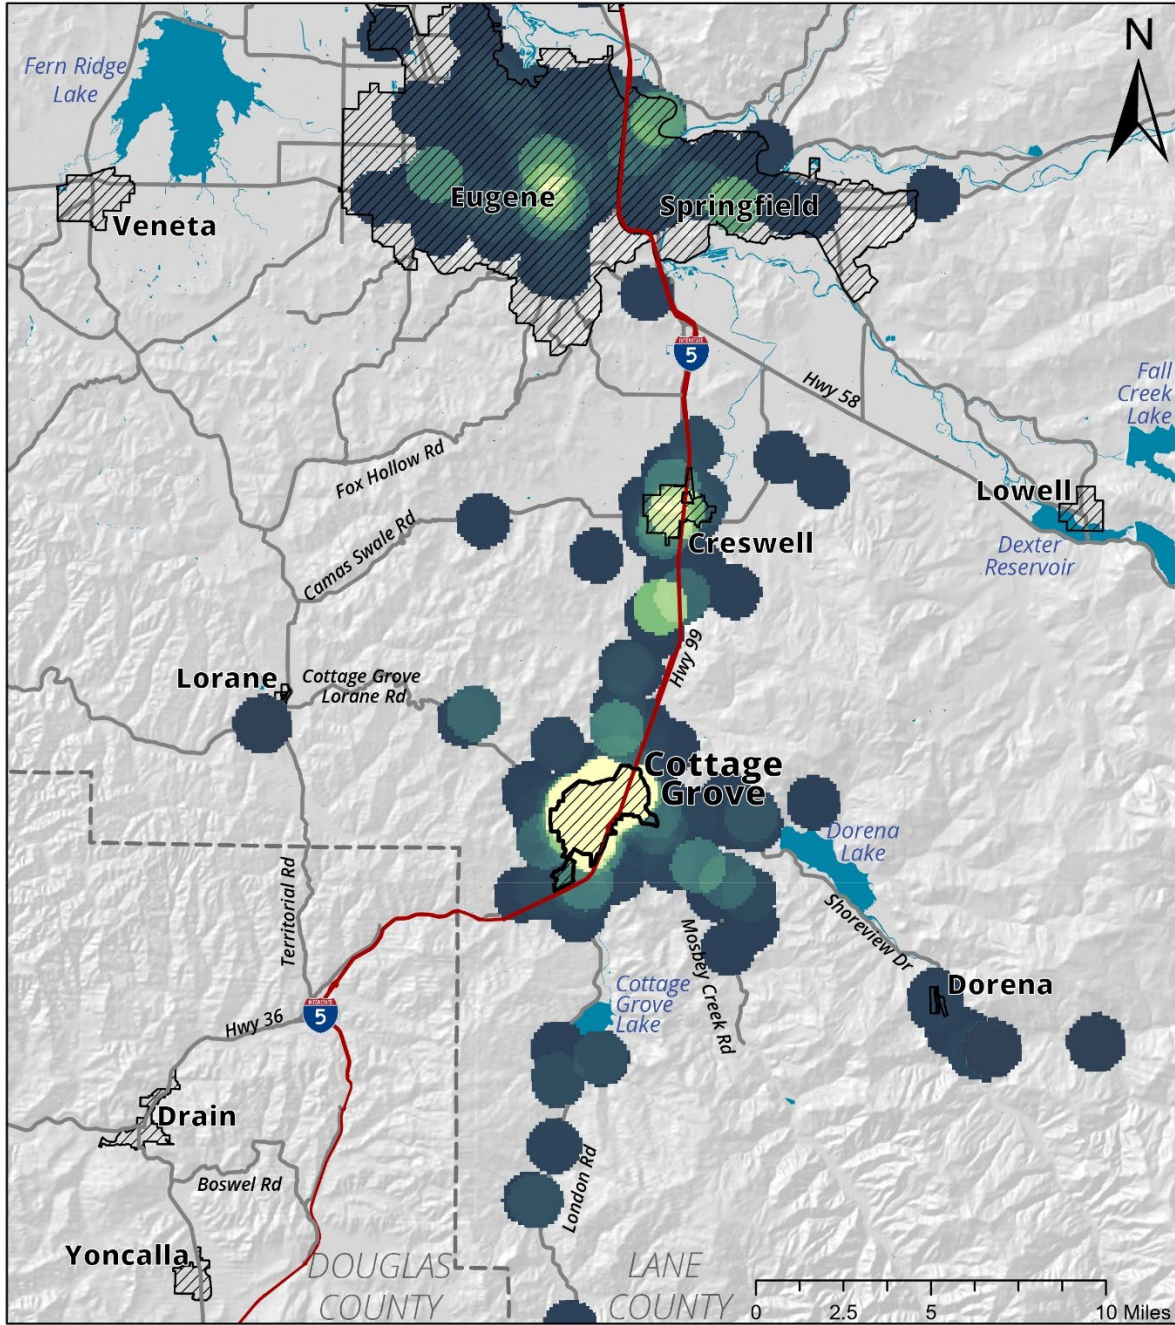 N
Fern Ridge
Lake
Veneta
Eugene
Springfield
INTERSTATE
5
Hwy 58
Fall
Creek
Lake
Fox Hollow Rd
Lowell
Camas Swale Rd
Creswell
Dexter
Reservoir
Hwy 99
Lorane
Cottage Grove
Lorane Rd
Cottage
Grove
Dorena
Lake
Territorial Rd
Shoreview Dr
Mosbey Creek Rd
Dorena
Cottage
Grove
Lake
INTERSTATE
5
Hwy 36
Drain
Boswel Rd
London Rd
Yoncalla
DOUGLAS
COUNTY
LANE
COUNTY
0 2.5 5 10 Miles